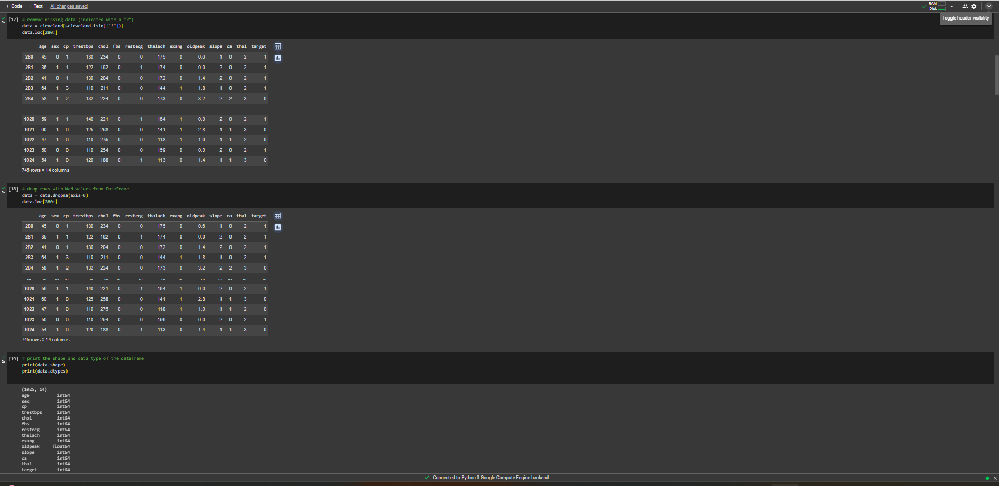 + Code + Text All changes saved
RAM
Disk
Toggle header visibility
[17] # remove missing data (indicated with a "?")
data = cleveland[~cleveland.isin(['?'])]
data.loc[280:]
age sex cp trestbps chol fbs restecg thalach exang oldpeak slope ca thal target
280 45 0 1 130 234 0 0 175 0 0.6 1 0 2 1
281 35 1 1 122 192 0 1 174 0 0.0 2 0 2 1
282 41 0 1 130 204 0 0 172 0 1.4 2 0 2 1
283 64 1 3 110 211 0 0 144 1 1.8 1 0 2 1
284 58 1 2 132 224 0 0 173 0 3.2 2 2 3 0
... ... ... ... ... ... ... ... ... ... ... ... ... ... ...
1020 59 1 1 140 221 0 1 164 1 0.0 2 0 2 1
1021 60 1 0 125 258 0 0 141 1 2.8 1 1 3 0
1022 47 1 0 110 275 0 0 118 1 1.0 1 1 2 0
1023 50 0 0 110 254 0 0 159 0 0.0 2 0 2 1
1024 54 1 0 120 188 0 1 113 0 1.4 1 1 3 0
745 rows × 14 columns
[18] # drop rows with NaN values from DataFrame
data = data.dropna(axis=0)
data.loc[280:]
age sex cp trestbps chol fbs restecg thalach exang oldpeak slope ca thal target
280 45 0 1 130 234 0 0 175 0 0.6 1 0 2 1
281 35 1 1 122 192 0 1 174 0 0.0 2 0 2 1
282 41 0 1 130 204 0 0 172 0 1.4 2 0 2 1
283 64 1 3 110 211 0 0 144 1 1.8 1 0 2 1
284 58 1 2 132 224 0 0 173 0 3.2 2 2 3 0
... ... ... ... ... ... ... ... ... ... ... ... ... ... ...
1020 59 1 1 140 221 0 1 164 1 0.0 2 0 2 1
1021 60 1 0 125 258 0 0 141 1 2.8 1 1 3 0
1022 47 1 0 110 275 0 0 118 1 1.0 1 1 2 0
1023 50 0 0 110 254 0 0 159 0 0.0 2 0 2 1
1024 54 1 0 120 188 0 1 113 0 1.4 1 1 3 0
745 rows × 14 columns
[19] # print the shape and data type of the dataframe
print(data.shape)
print(data.dtypes)
(1025, 14)
age int64
sex int64
cp int64
trestbps int64
chol int64
fbs int64
restecg int64
thalach int64
exang int64
oldpeak float64
slope int64
ca int64
thal int64
target int64
Connected to Python 3 Google Compute Engine backend